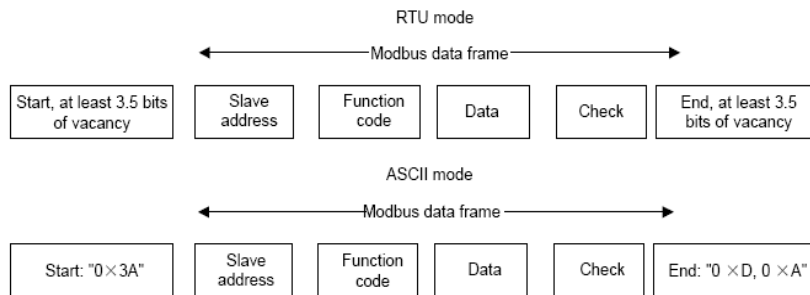 RTU mode
Modbus data frame
Start, at least 3.5 bits
of vacancy
Slave
address
Function
code
Data
Check
End, at least 3.5
bits of vacancy
ASCII mode
Modbus data frame
Start: "0×3A"
Slave
address
Function
code
Data
Check
End: "0 ×D, 0 ×A"